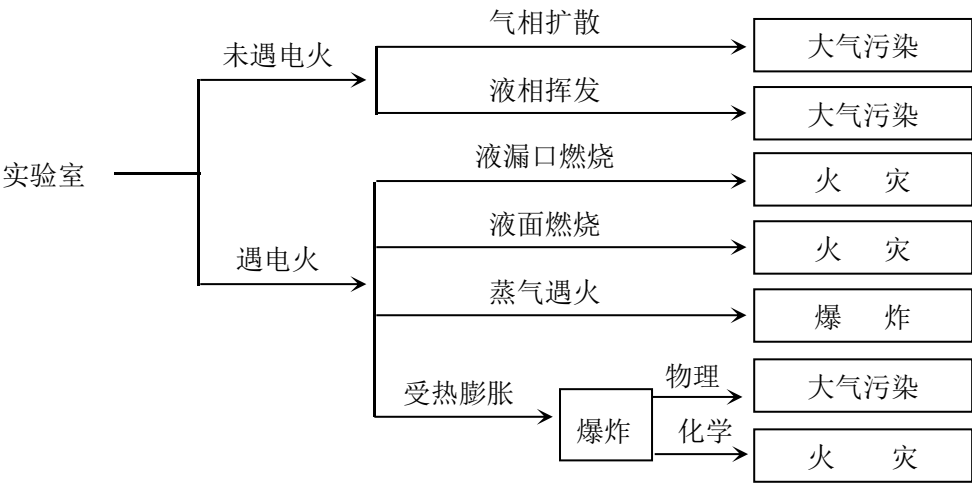 气相扩散
大气污染
未遇电火
液相挥发
大气污染
液漏口燃烧
实验室
火 灾
液面燃烧
火 灾
遇电火
蒸气遇火
爆 炸
物理
大气污染
受热膨胀
爆炸
化学
火 灾